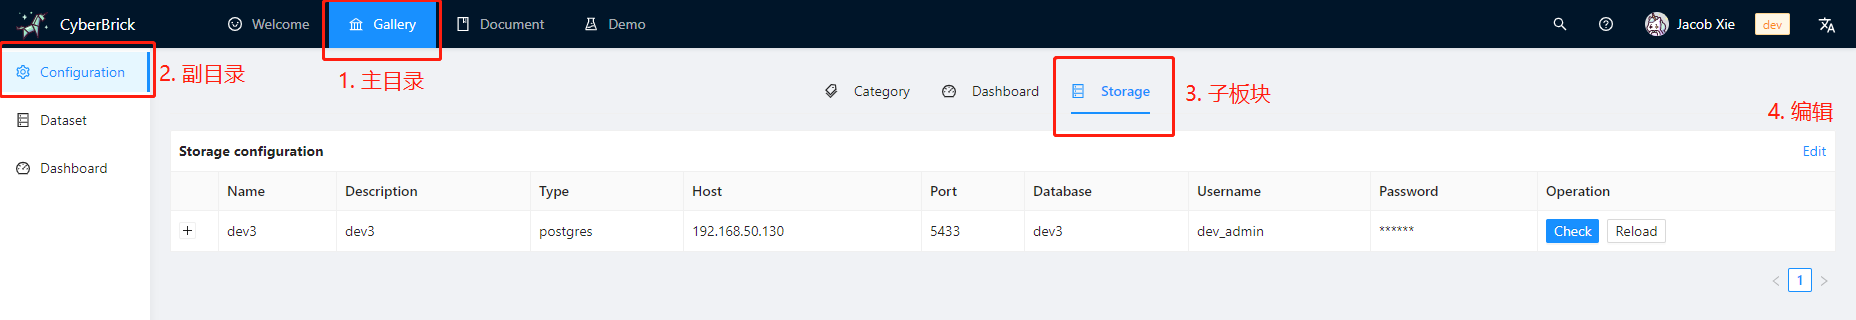 CyberBrick Welcome Gallery Document Demo Jacob Xie dev
Configuration 2. 副目录 1. 主目录
Category Dashboard Storage 3. 子板块
4. 编辑
Dataset
Storage configuration Edit
Dashboard
Name Description Type Host Port Database Username Password Operation
dev3 dev3 postgres 192.168.50.130 5433 dev3 dev_admin ****** Check Reload
< 1 >